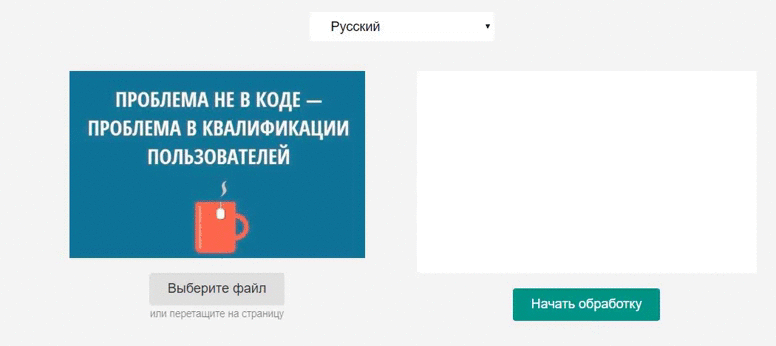 Русский
ПРОБЛЕМА НЕ В КОДЕ —
ПРОБЛЕМА В КВАЛИФИКАЦИИ
ПОЛЬЗОВАТЕЛЕЙ
Выберите файл
или перетащите на страницу
Начать обработку